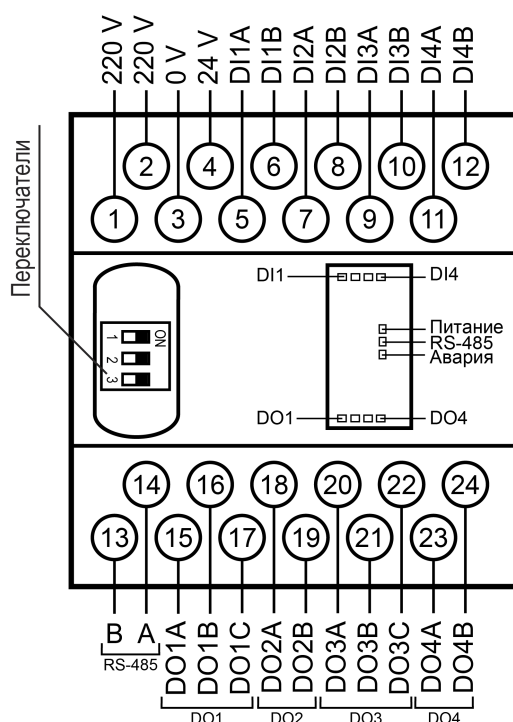 220 V
220 V
0 V
24 V
DI1A
DI1B
DI2A
DI2B
DI3A
DI3B
DI4A
DI4B
2 4 6 8 10 12
1 3 5 7 9 11
Переключатели
ON
1
2
3
DI1
DI4
Питание
RS-485
Авария
DO1
DO4
14 16 18 20 22 24
13 15 17 19 21 23
B
A
DO1A
DO1B
DO1C
DO2A
DO2B
DO3A
DO3B
DO3C
DO4A
DO4B
RS-485
DO1
DO2
DO3
DO4